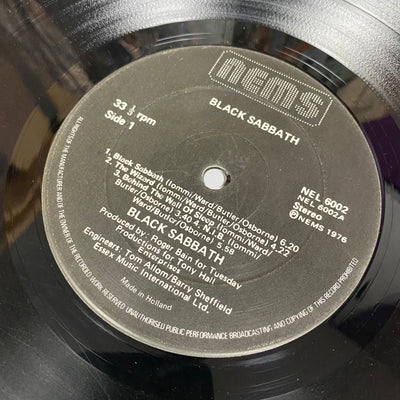 nems
BLACK SABBATH
33 1/3 rpm
Side 1
NEL 6002
NEL 6002A
Stereo
℗ NEMS 1976
1. Black Sabbath (Iommi/Ward/Butler/Osborne) 6.20
2. The Wizard (Iommi/Ward/Butler/Osborne) 4.22
3. Behind The Wall Of Sleep (Iommi/Ward/
Butler/Osborne) 3.40 4. N.I.B. (Iommi/
Ward/Butler/Osborne) 5.58
BLACK SABBATH
Produced by: Roger Bain for Tuesday
Productions for Tony Hall
Enterprises
Engineers: Tom Allom/Barry Sheffield
Essex Music International Ltd.
Made in Holland
ALL RIGHTS OF THE MANUFACTURER AND OF THE OWNER OF THE RECORDED WORK RESERVED UNAUTHORISED PUBLIC PERFORMANCE BROADCASTING AND COPYING OF THIS RECORD PROHIBITED